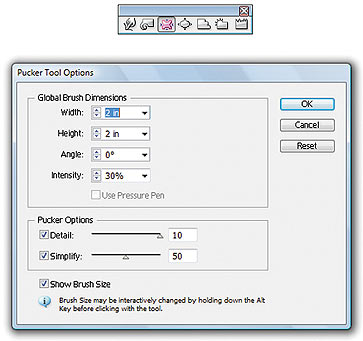 Pucker Tool Options
Global Brush Dimensions
Width: 2 in
Height: 2 in
Angle: 0°
Intensity: 30%
Use Pressure Pen
OK
Cancel
Reset
Pucker Options
Detail: 10
Simplify: 50
Show Brush Size
Brush Size may be interactively changed by holding down the Alt
Key before clicking with the tool.